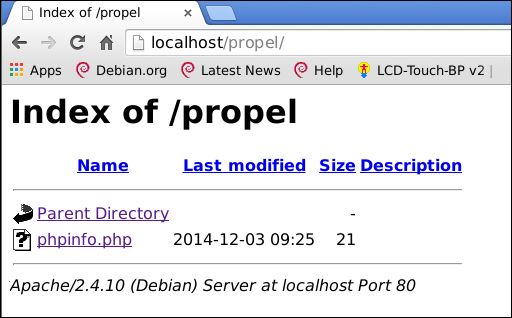 Index of /propel
localhost/propel/
Apps Debian.org Latest News Help LCD-Touch-BP v2 |
Index of /propel
Name Last modified Size Description
Parent Directory -
phpinfo.php 2014-12-03 09:25 21
Apache/2.4.10 (Debian) Server at localhost Port 80